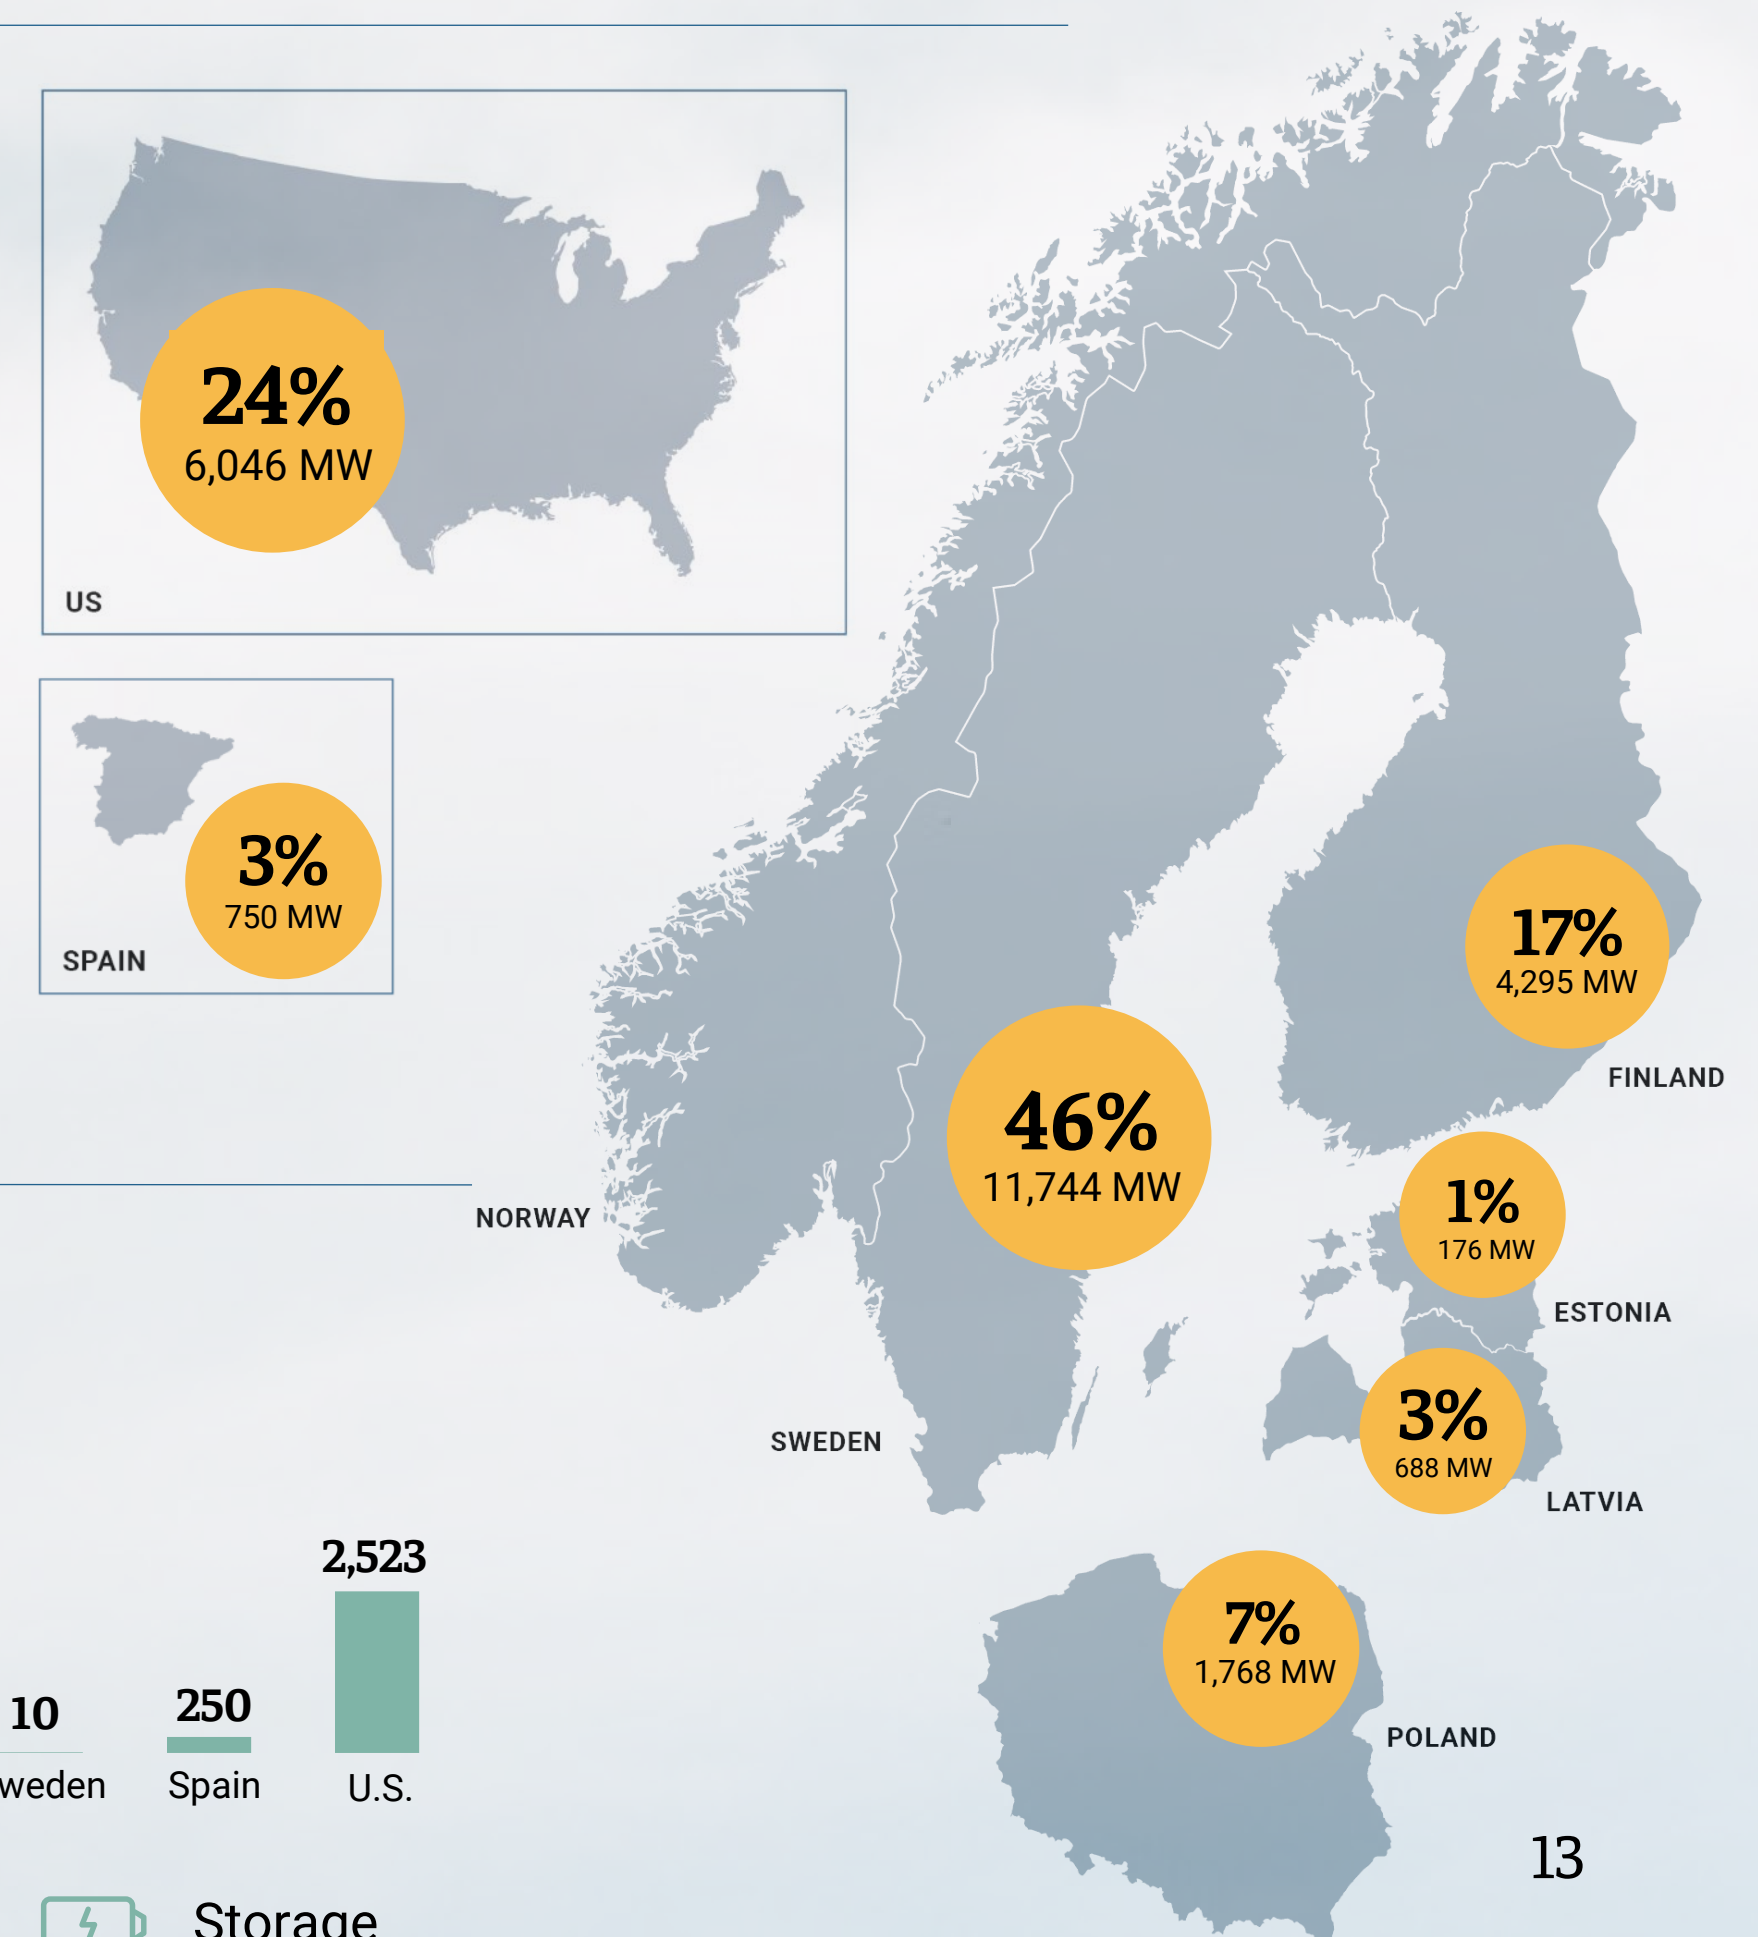 24%
6,046 MW
US
3%
750 MW
SPAIN
17%
4,295 MW
FINLAND
46%
11,744 MW
NORWAY
1%
176 MW
ESTONIA
3%
688 MW
SWEDEN
LATVIA
7%
1,768 MW
POLAND
2,523
250
10
weden
Spain
U.S.
13
Storage